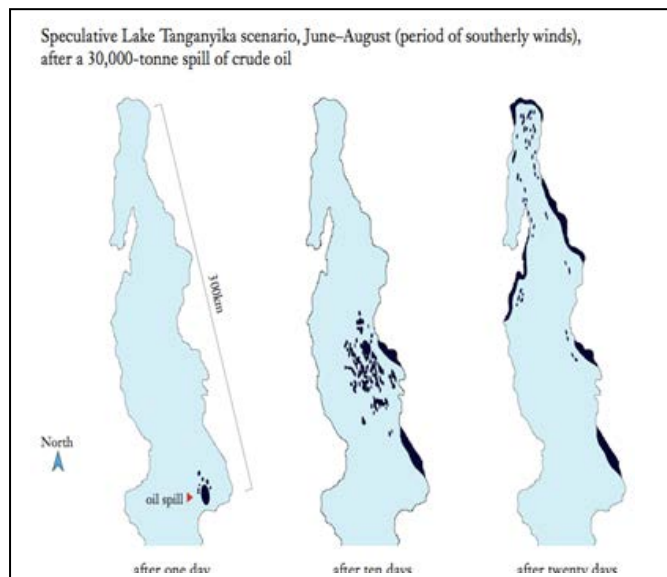 Speculative Lake Tanganyika scenario, June–August (period of southerly winds),
after a 30,000-tonne spill of crude oil
300km
North
oil spill
after one day
after ten days
after twenty days